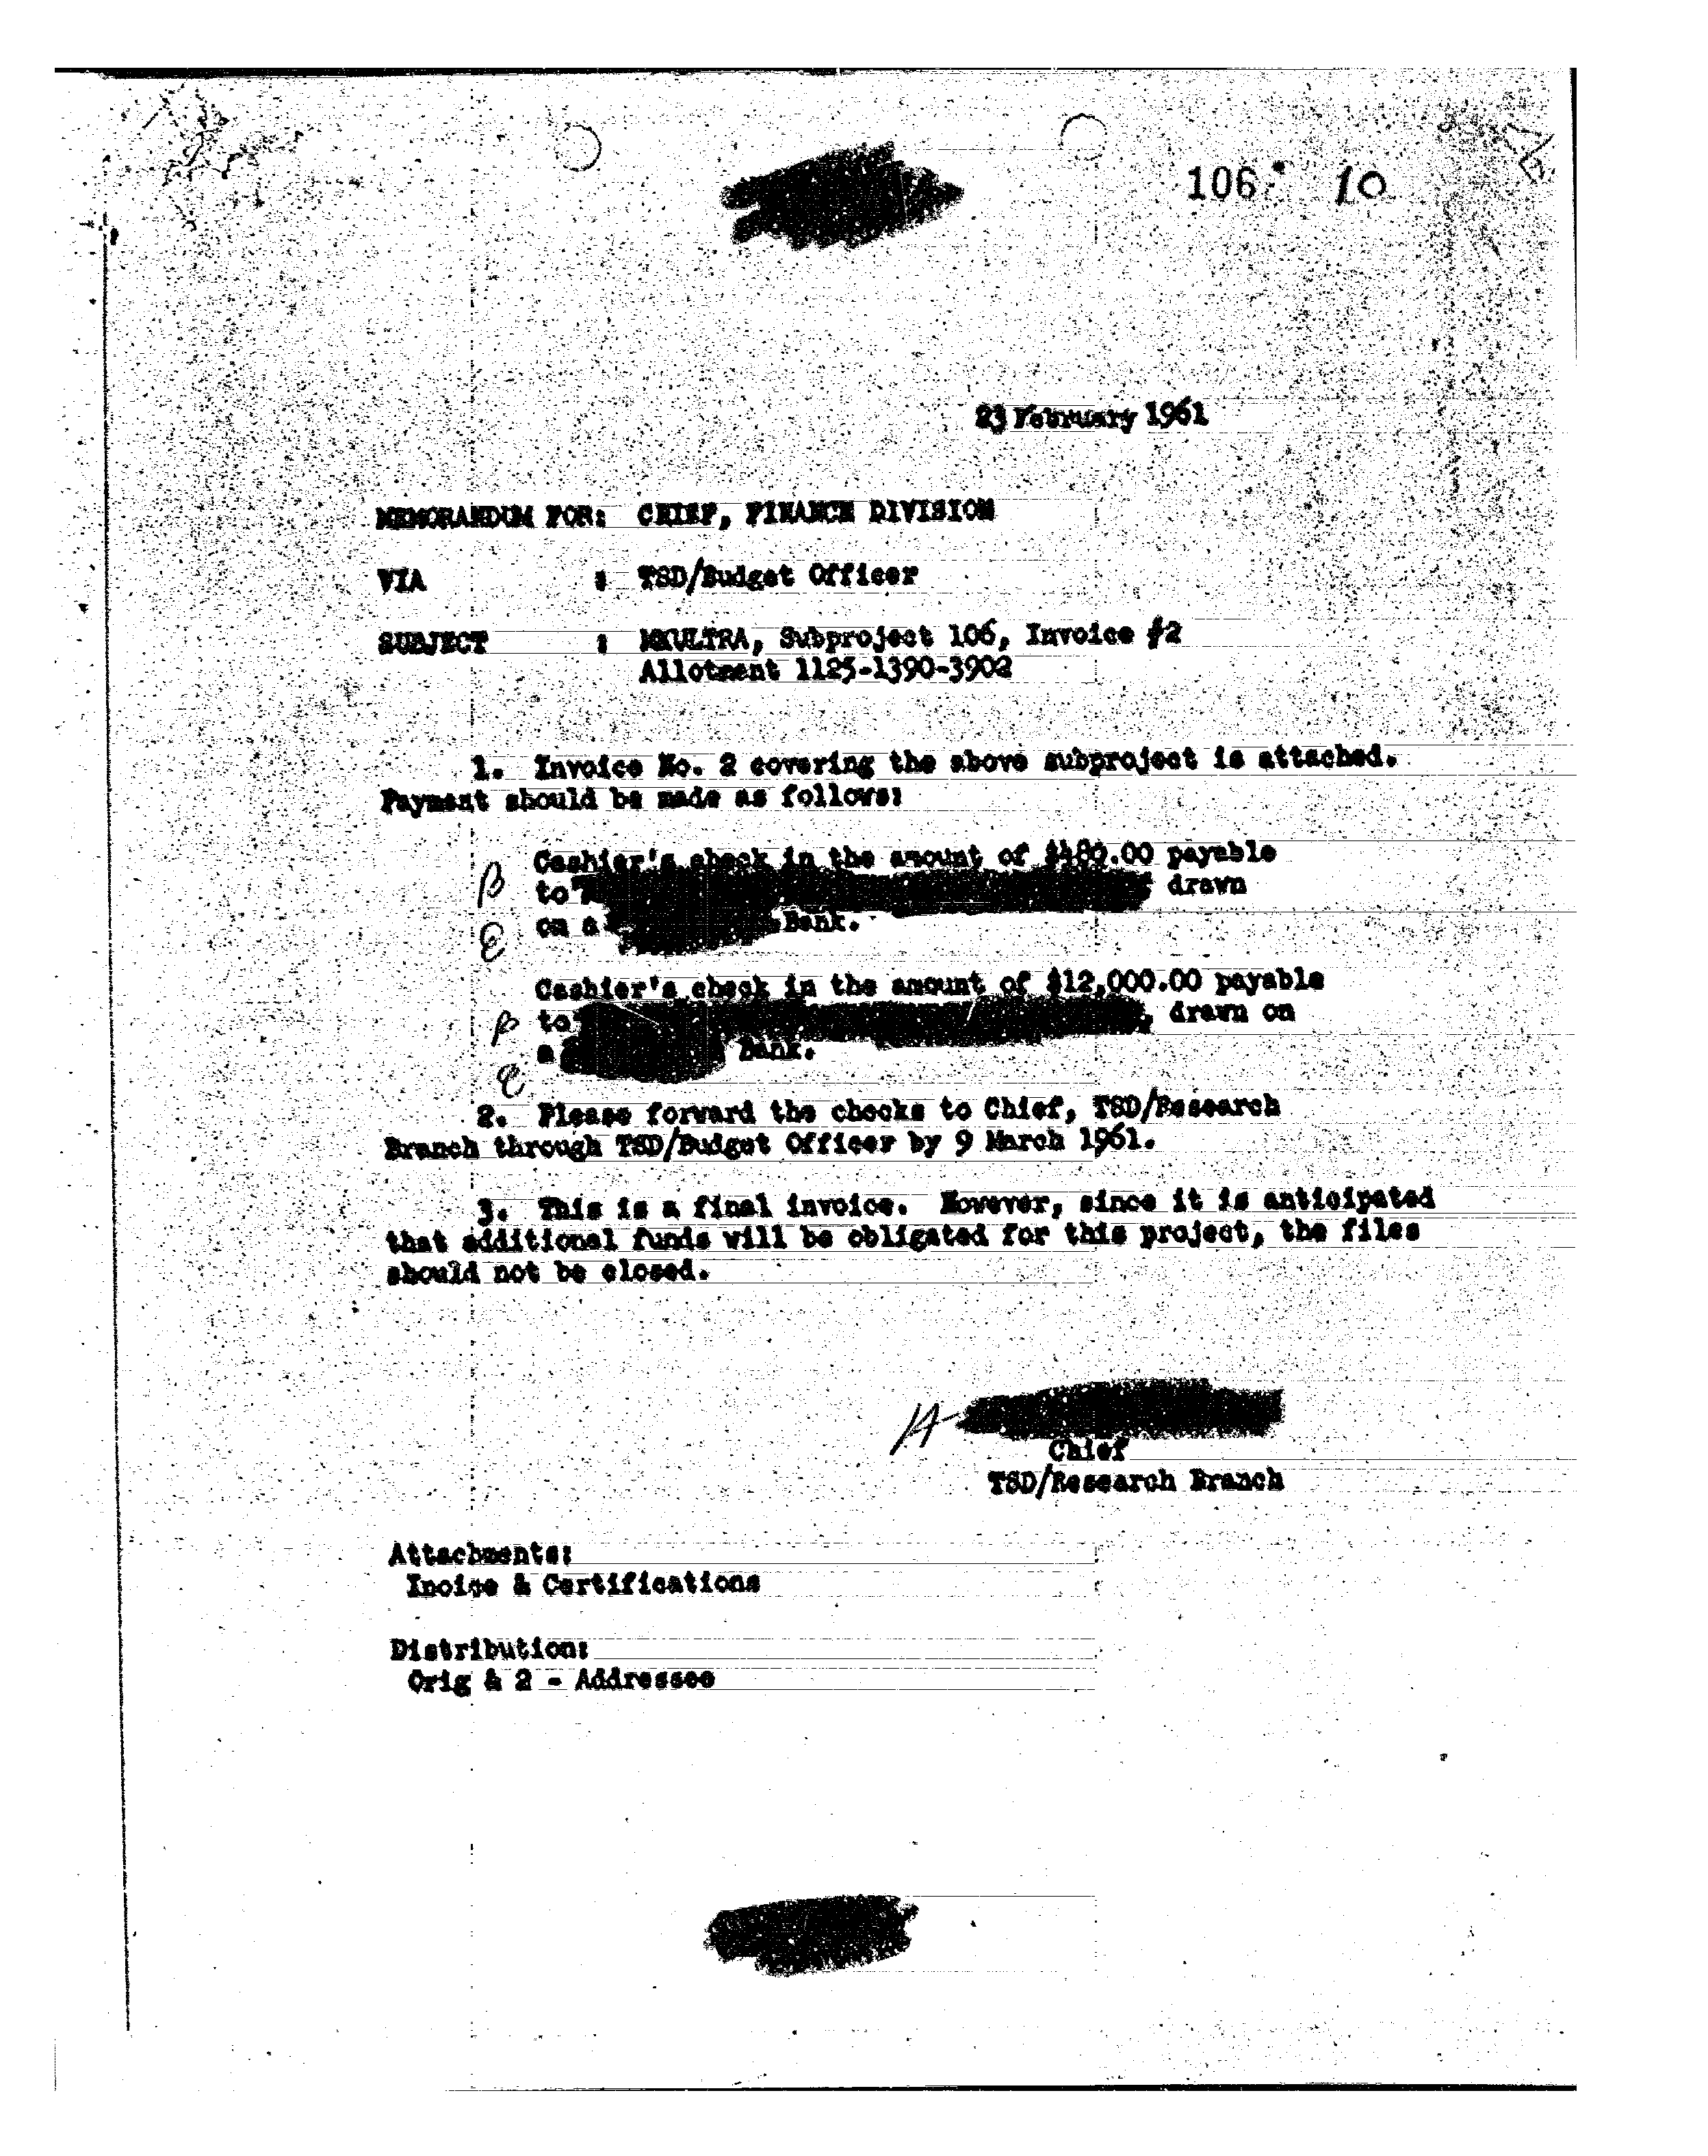 106 10
23 February 1961
MEMORANDUM FOR: CHIEF, FINANCE DIVISION
VIA : TSD/Budget Officer
SUBJECT : MKULTRA, Subproject 106, Invoice #2
Allotment 1125-1390-3902
1. Invoice No. 2 covering the above subproject is attached.
Payment should be made as follows:
Cashier's check in the amount of $480.00 payable
B to drawn
on a Bank.
C
Cashier's check in the amount of $12,000.00 payable
B to , drawn on
a Bank.
C
2. Please forward the checks to Chief, TSD/Research
Branch through TSD/Budget Officer by 9 March 1961.
3. This is a final invoice. However, since it is anticipated
that additional funds will be obligated for this project, the files
should not be closed.
A
Chief
TSD/Research Branch
Attachments:
Inoice & Certifications
Distribution:
Orig & 2 - Addressee